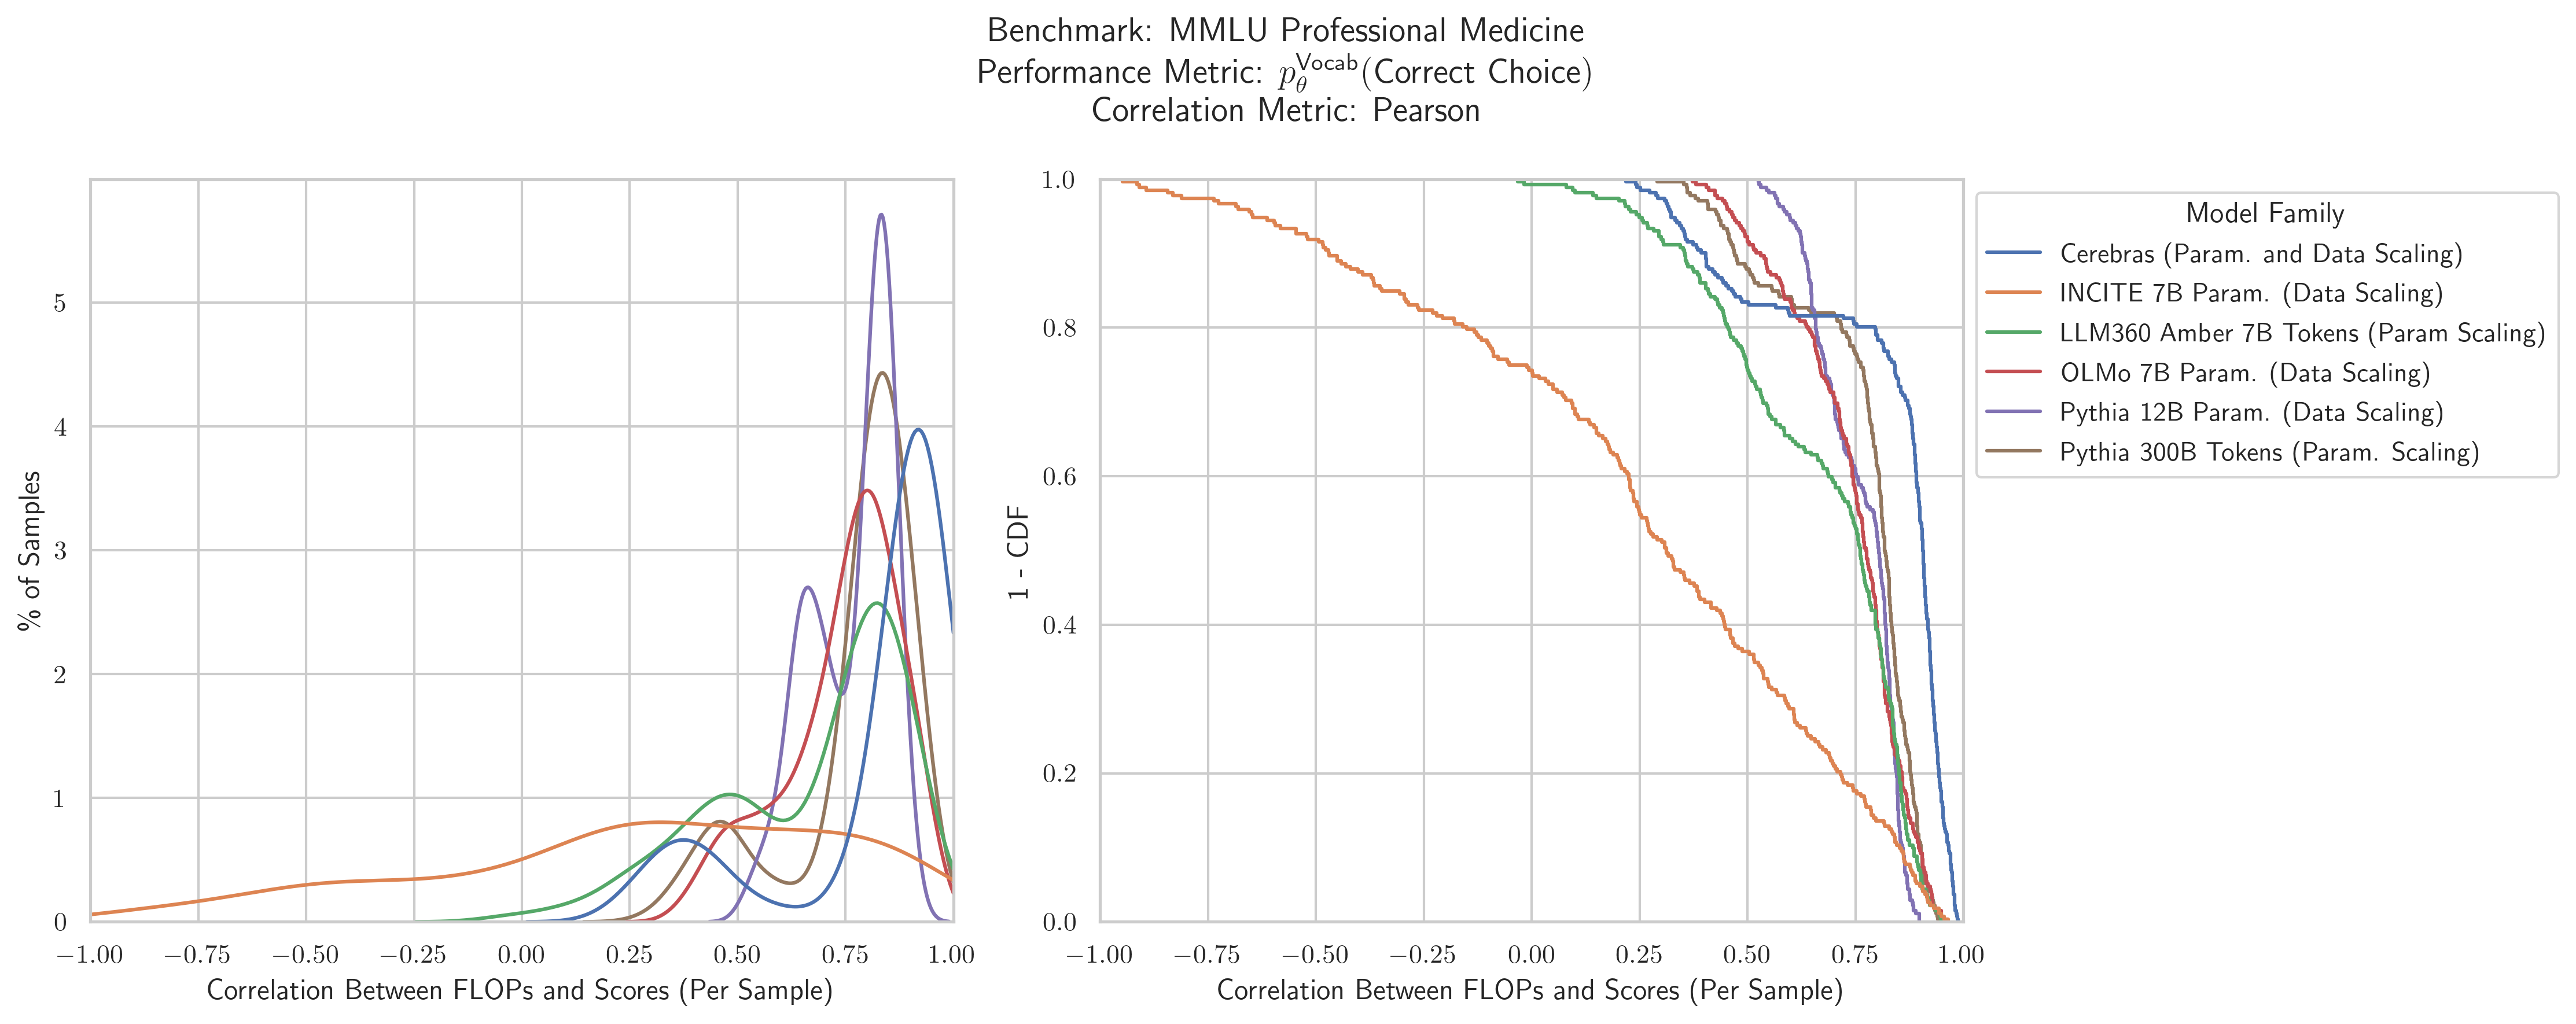 Benchmark: MMLU Professional Medicine
Performance Metric: $p_\theta^{\text{Vocab}}$(Correct Choice)
Correlation Metric: Pearson
% of Samples
5
4
3
2
1
0
−1.00 −0.75 −0.50 −0.25 0.00 0.25 0.50 0.75 1.00
Correlation Between FLOPs and Scores (Per Sample)
1 - CDF
1.0
0.8
0.6
0.4
0.2
0.0
−1.00 −0.75 −0.50 −0.25 0.00 0.25 0.50 0.75 1.00
Correlation Between FLOPs and Scores (Per Sample)
Model Family
Cerebras (Param. and Data Scaling)
INCITE 7B Param. (Data Scaling)
LLM360 Amber 7B Tokens (Param Scaling)
OLMo 7B Param. (Data Scaling)
Pythia 12B Param. (Data Scaling)
Pythia 300B Tokens (Param. Scaling)